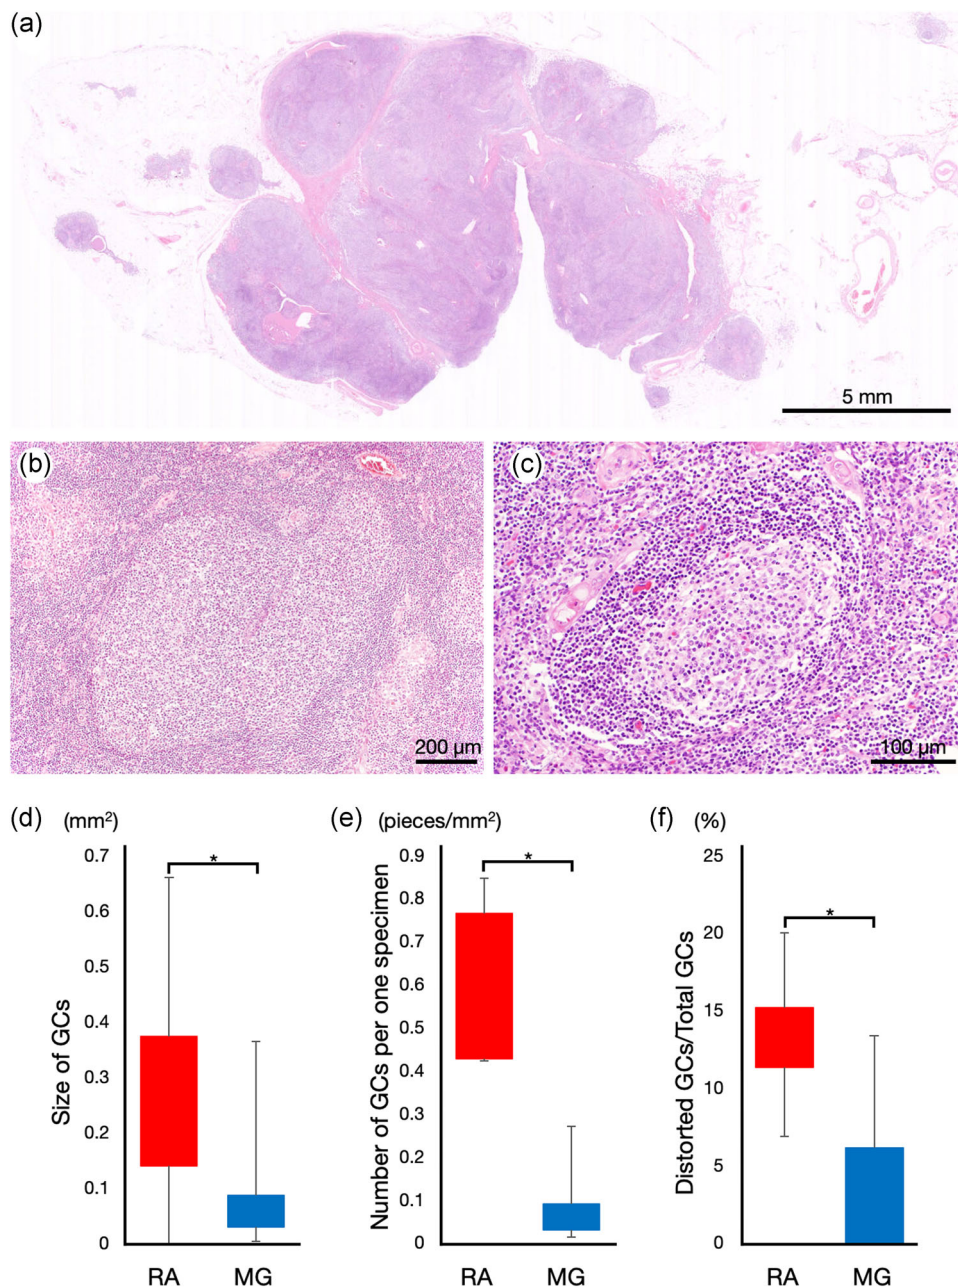 (a)
5 mm
(b)
200 μm
(c)
100 μm
(d) (mm²)
Size of GCs
0.7
0.6
0.5
0.4
0.3
0.2
0.1
0
*
RA MG
(e) (pieces/mm²)
Number of GCs per one specimen
0.9
0.8
0.7
0.6
0.5
0.4
0.3
0.2
0.1
0
*
RA MG
(f) (%)
Distorted GCs/Total GCs
25
20
15
10
5
0
*
RA MG